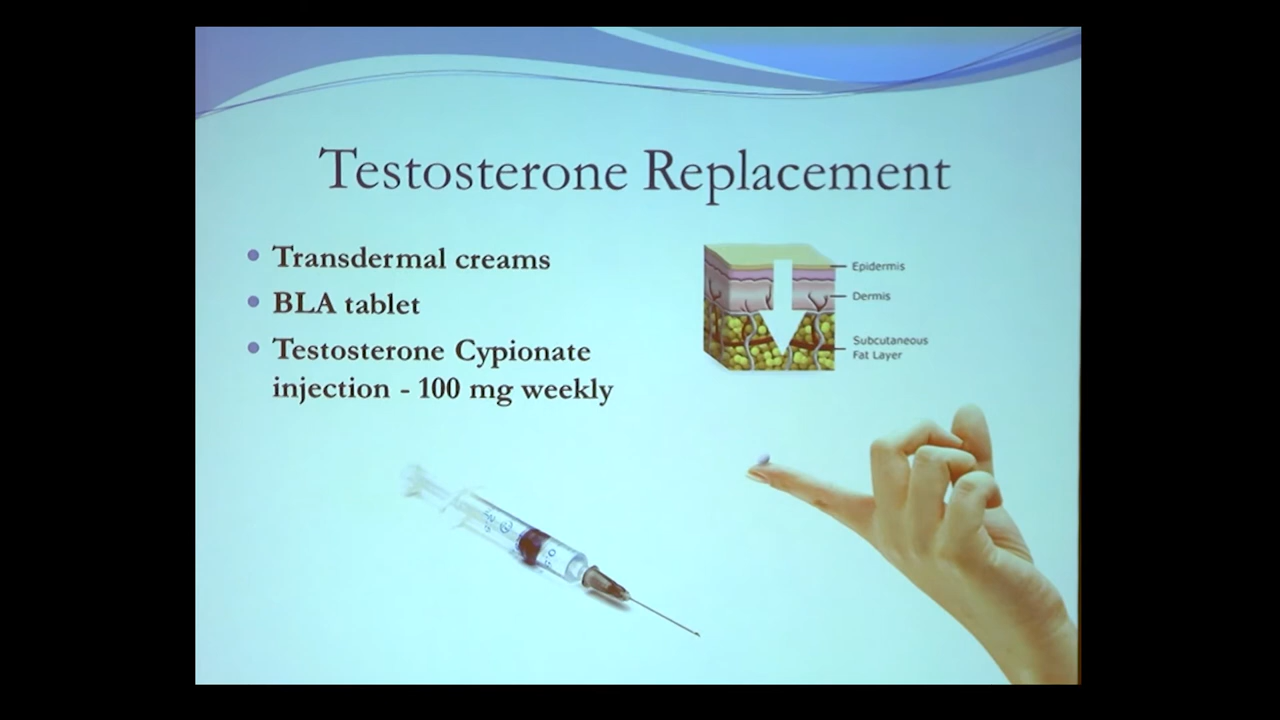 Testosterone Replacement
Transdermal creams
BLA tablet
Testosterone Cypionate
injection - 100 mg weekly
Epidermis
Dermis
Subcutaneous
Fat Layer